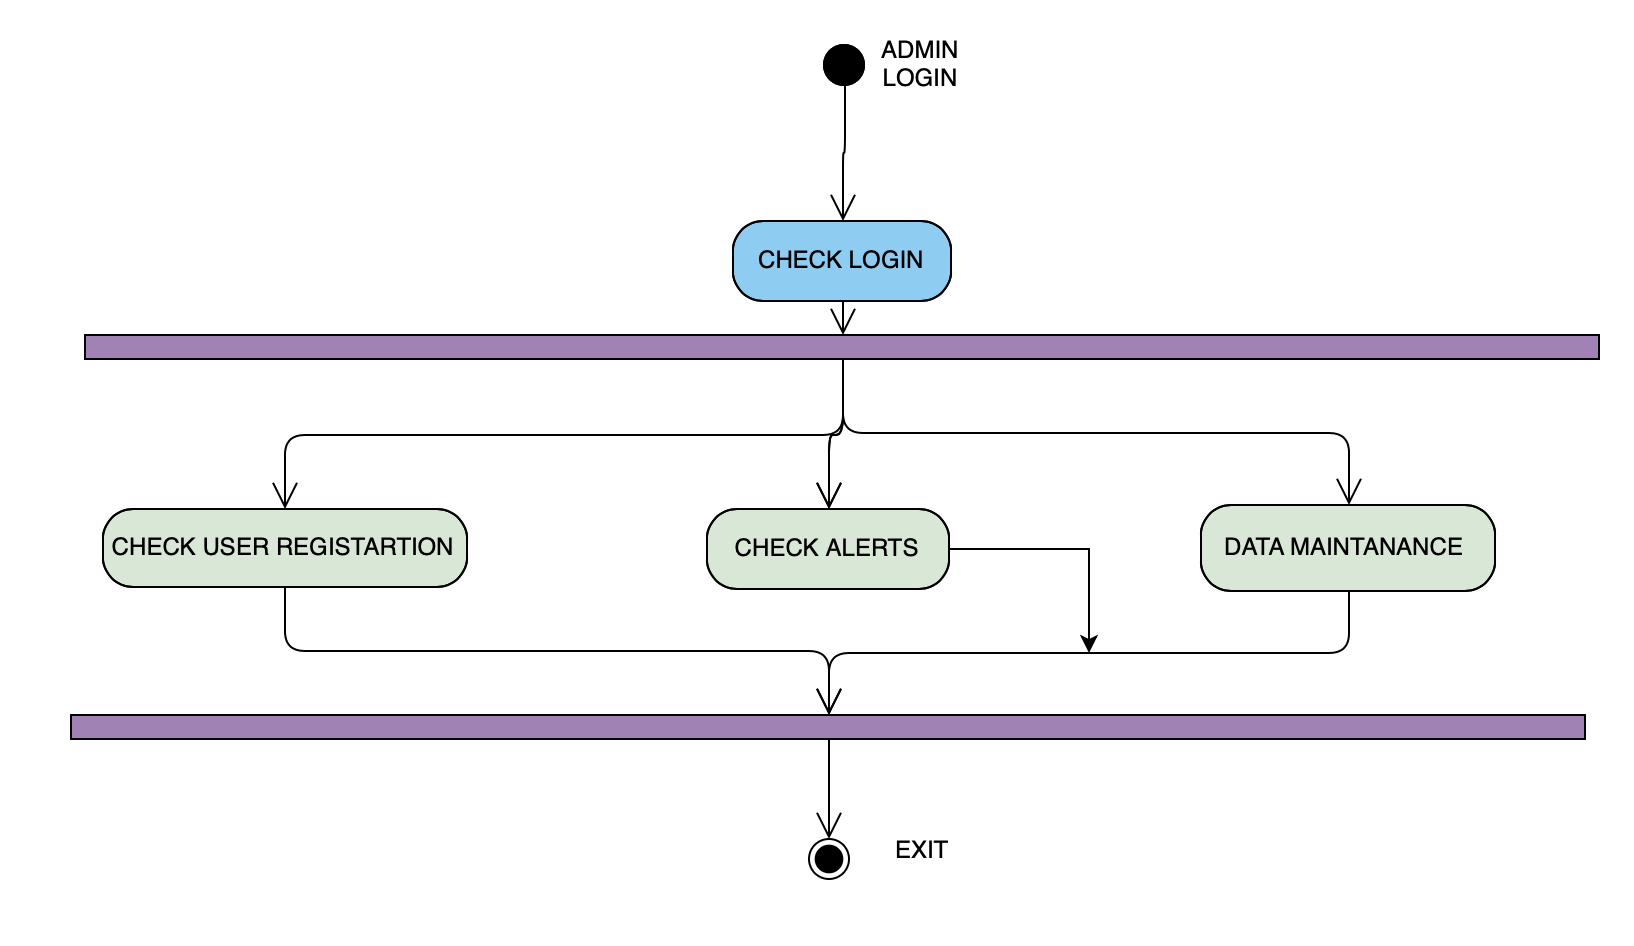 ADMIN
LOGIN
CHECK LOGIN
CHECK USER REGISTARTION
CHECK ALERTS
DATA MAINTANANCE
EXIT